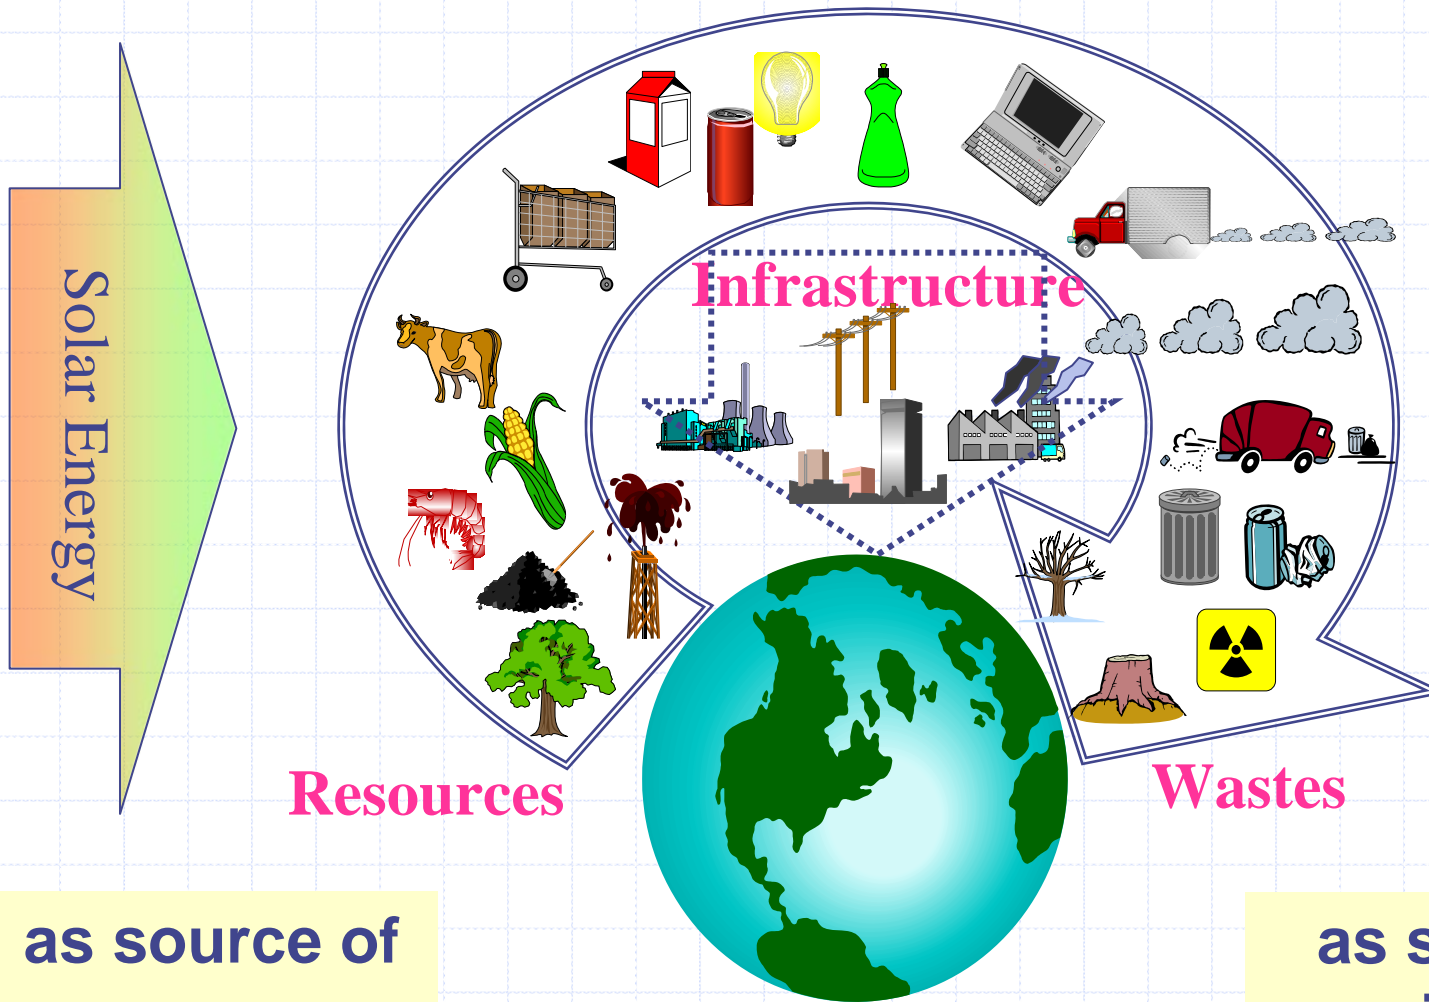 Solar Energy
Infrastructure
Resources
Wastes
as source of
as s